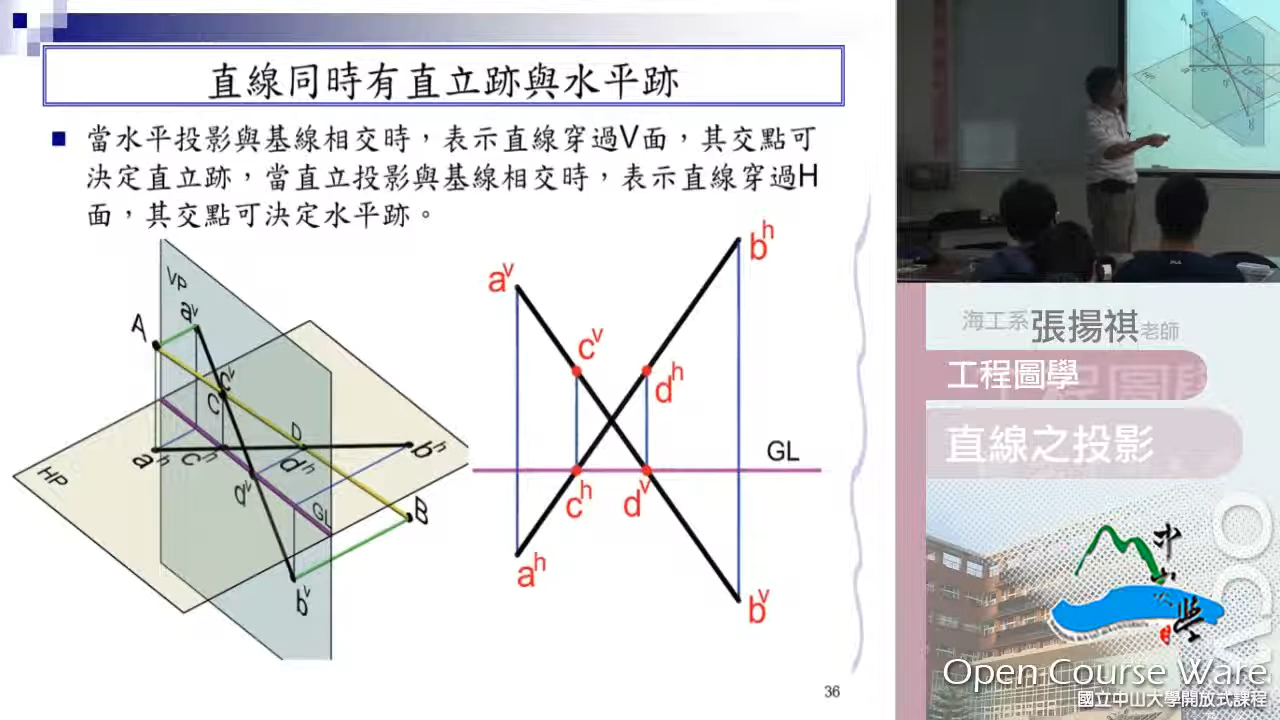 直線同時有直立跡與水平跡
當水平投影與基線相交時，表示直線穿過V面，其交點可
決定直立跡，當直立投影與基線相交時，表示直線穿過H
面，其交點可決定水平跡。
VP
a^v
A
c^v
C
D
a^h
c^h
d^h
b^h
HP
d^v
GL
B
b^v
b^h
a^v
c^v
d^h
GL
c^h
d^v
a^h
b^v
36
海工系張揚祺老師
工程圖學
直線之投影
中山大學
OCW
Open Course Ware
國立中山大學開放式課程